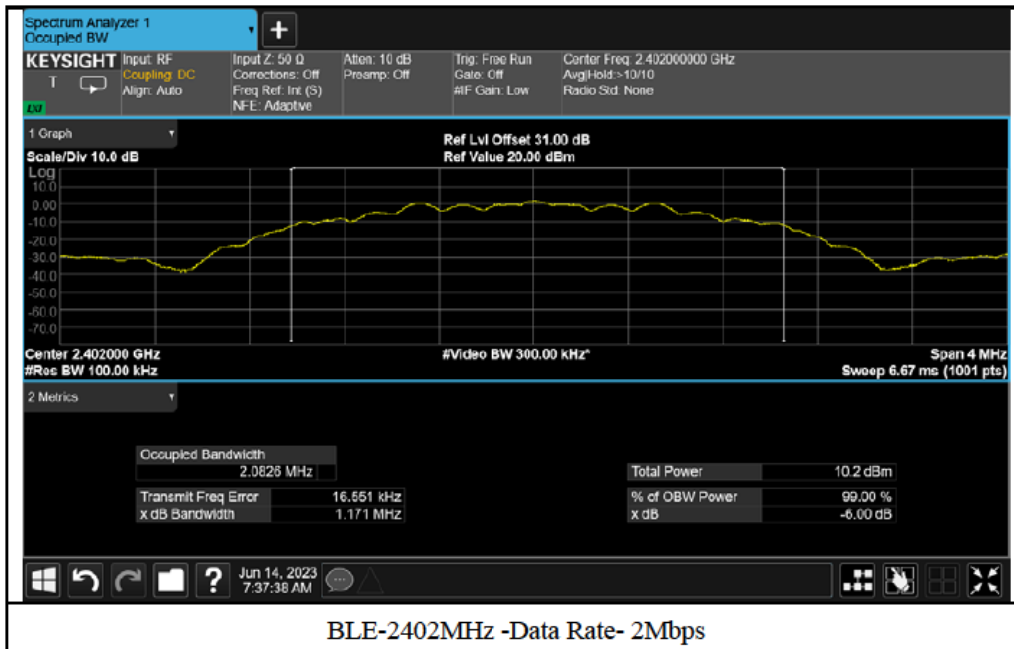 Spectrum Analyzer 1
Occupied BW
KEYSIGHT Input: RF Input Z: 50 Ω Atten: 10 dB Trig: Free Run Center Freq: 2.402000000 GHz
T Coupling: DC Corrections: Off Preamp: Off Gate: Off Avg|Hold:>10/10
Align: Auto Freq Ref: Int (S) #IF Gain: Low Radio Std: None
LXI NFE: Adaptive
1 Graph Ref Lvl Offset 31.00 dB
Scale/Div 10.0 dB Ref Value 20.00 dBm
Log
10.0
0.00
-10.0
-20.0
-30.0
-40.0
-50.0
-60.0
-70.0
Center 2.402000 GHz #Video BW 300.00 kHz* Span 4 MHz
#Res BW 100.00 kHz Sweep 6.67 ms (1001 pts)
2 Metrics
Occupied Bandwidth
2.0826 MHz Total Power 10.2 dBm
Transmit Freq Error 16.551 kHz % of OBW Power 99.00 %
x dB Bandwidth 1.171 MHz x dB -6.00 dB
? Jun 14, 2023
7:37:38 AM
BLE-2402MHz -Data Rate- 2Mbps